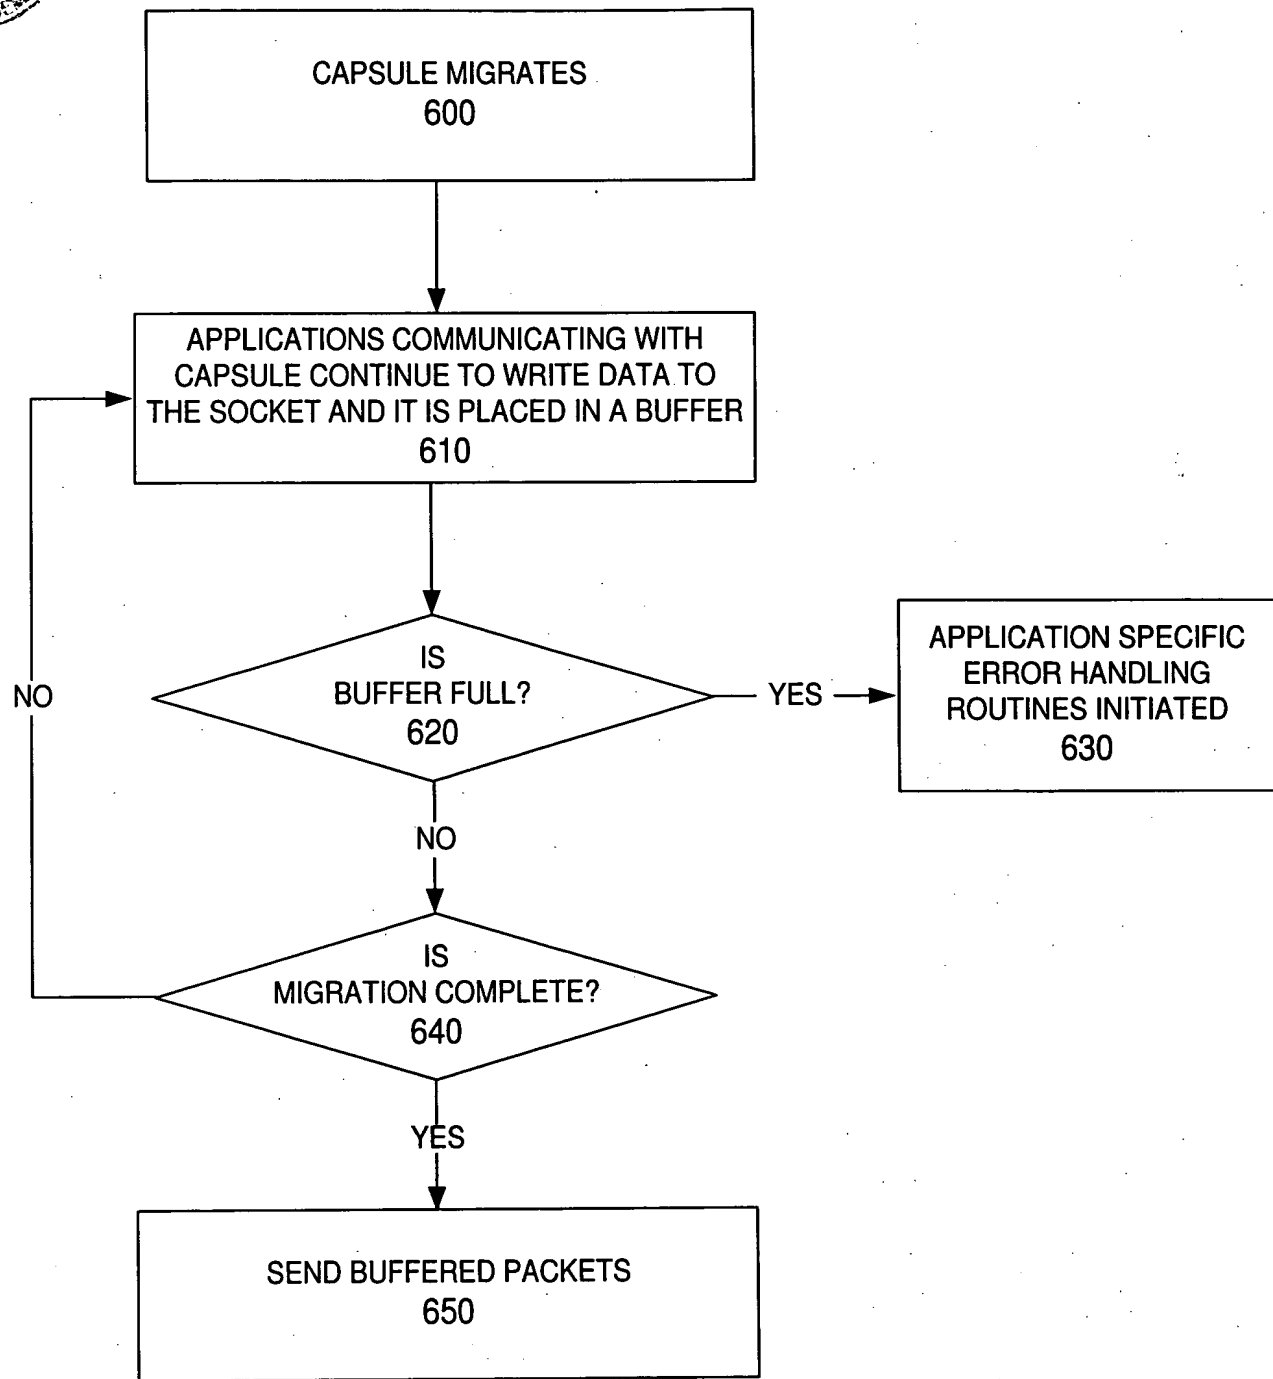 CAPSULE MIGRATES
600
APPLICATIONS COMMUNICATING WITH
CAPSULE CONTINUE TO WRITE DATA TO
THE SOCKET AND IT IS PLACED IN A BUFFER
610
IS
BUFFER FULL?
620
YES
APPLICATION SPECIFIC
ERROR HANDLING
ROUTINES INITIATED
630
NO
NO
IS
MIGRATION COMPLETE?
640
YES
SEND BUFFERED PACKETS
650